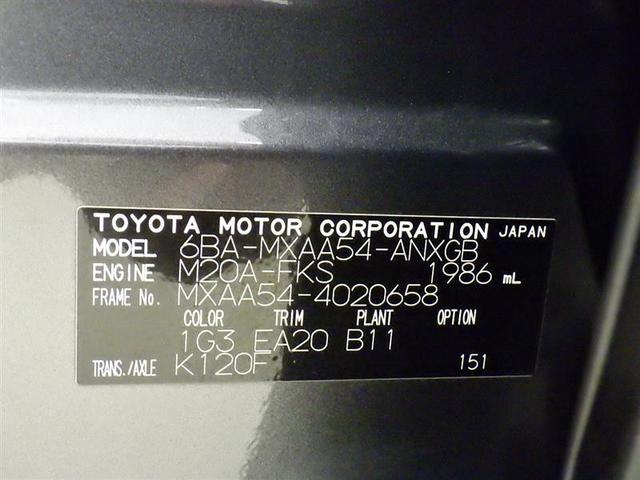 TOYOTA MOTOR CORPORATION JAPAN
MODEL 6BA-MXAA54-ANXGB
ENGINE M20A-FKS 1986 mL
FRAME No. MXAA54-4020658
COLOR TRIM PLANT OPTION
1G3 EA20 B11
TRANS./AXLE K120F 151